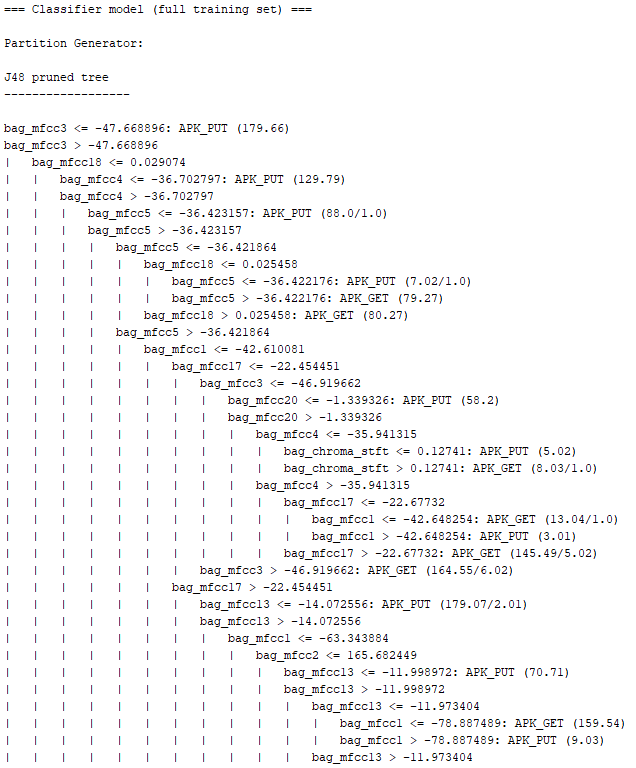 === Classifier model (full training set) ===
Partition Generator:
J48 pruned tree
------------------
bag_mfcc3 <= -47.668896: APK_PUT (179.66)
bag_mfcc3 > -47.668896
|   bag_mfcc18 <= 0.029074
|   |   bag_mfcc4 <= -36.702797: APK_PUT (129.79)
|   |   bag_mfcc4 > -36.702797
|   |   |   bag_mfcc5 <= -36.423157: APK_PUT (88.0/1.0)
|   |   |   bag_mfcc5 > -36.423157
|   |   |   |   bag_mfcc5 <= -36.421864
|   |   |   |   |   bag_mfcc18 <= 0.025458
|   |   |   |   |   |   bag_mfcc5 <= -36.422176: APK_PUT (7.02/1.0)
|   |   |   |   |   |   bag_mfcc5 > -36.422176: APK_GET (79.27)
|   |   |   |   |   bag_mfcc18 > 0.025458: APK_GET (80.27)
|   |   |   |   bag_mfcc5 > -36.421864
|   |   |   |   |   bag_mfcc1 <= -42.610081
|   |   |   |   |   |   bag_mfcc17 <= -22.454451
|   |   |   |   |   |   |   bag_mfcc3 <= -46.919662
|   |   |   |   |   |   |   |   bag_mfcc20 <= -1.339326: APK_PUT (58.2)
|   |   |   |   |   |   |   |   bag_mfcc20 > -1.339326
|   |   |   |   |   |   |   |   |   bag_mfcc4 <= -35.941315
|   |   |   |   |   |   |   |   |   |   bag_chroma_stft <= 0.12741: APK_PUT (5.02)
|   |   |   |   |   |   |   |   |   |   bag_chroma_stft > 0.12741: APK_GET (8.03/1.0)
|   |   |   |   |   |   |   |   |   bag_mfcc4 > -35.941315
|   |   |   |   |   |   |   |   |   |   bag_mfcc17 <= -22.67732
|   |   |   |   |   |   |   |   |   |   |   bag_mfcc1 <= -42.648254: APK_GET (13.04/1.0)
|   |   |   |   |   |   |   |   |   |   |   bag_mfcc1 > -42.648254: APK_PUT (3.01)
|   |   |   |   |   |   |   |   |   |   bag_mfcc17 > -22.67732: APK_GET (145.49/5.02)
|   |   |   |   |   |   |   bag_mfcc3 > -46.919662: APK_GET (164.55/6.02)
|   |   |   |   |   |   bag_mfcc17 > -22.454451
|   |   |   |   |   |   |   bag_mfcc13 <= -14.072556: APK_PUT (179.07/2.01)
|   |   |   |   |   |   |   bag_mfcc13 > -14.072556
|   |   |   |   |   |   |   |   bag_mfcc1 <= -63.343884
|   |   |   |   |   |   |   |   |   bag_mfcc2 <= 165.682449
|   |   |   |   |   |   |   |   |   |   bag_mfcc13 <= -11.998972: APK_PUT (70.71)
|   |   |   |   |   |   |   |   |   |   bag_mfcc13 > -11.998972
|   |   |   |   |   |   |   |   |   |   |   bag_mfcc13 <= -11.973404
|   |   |   |   |   |   |   |   |   |   |   |   bag_mfcc1 <= -78.887489: APK_GET (159.54)
|   |   |   |   |   |   |   |   |   |   |   |   bag_mfcc1 > -78.887489: APK_PUT (9.03)
|   |   |   |   |   |   |   |   |   |   |   bag_mfcc13 > -11.973404